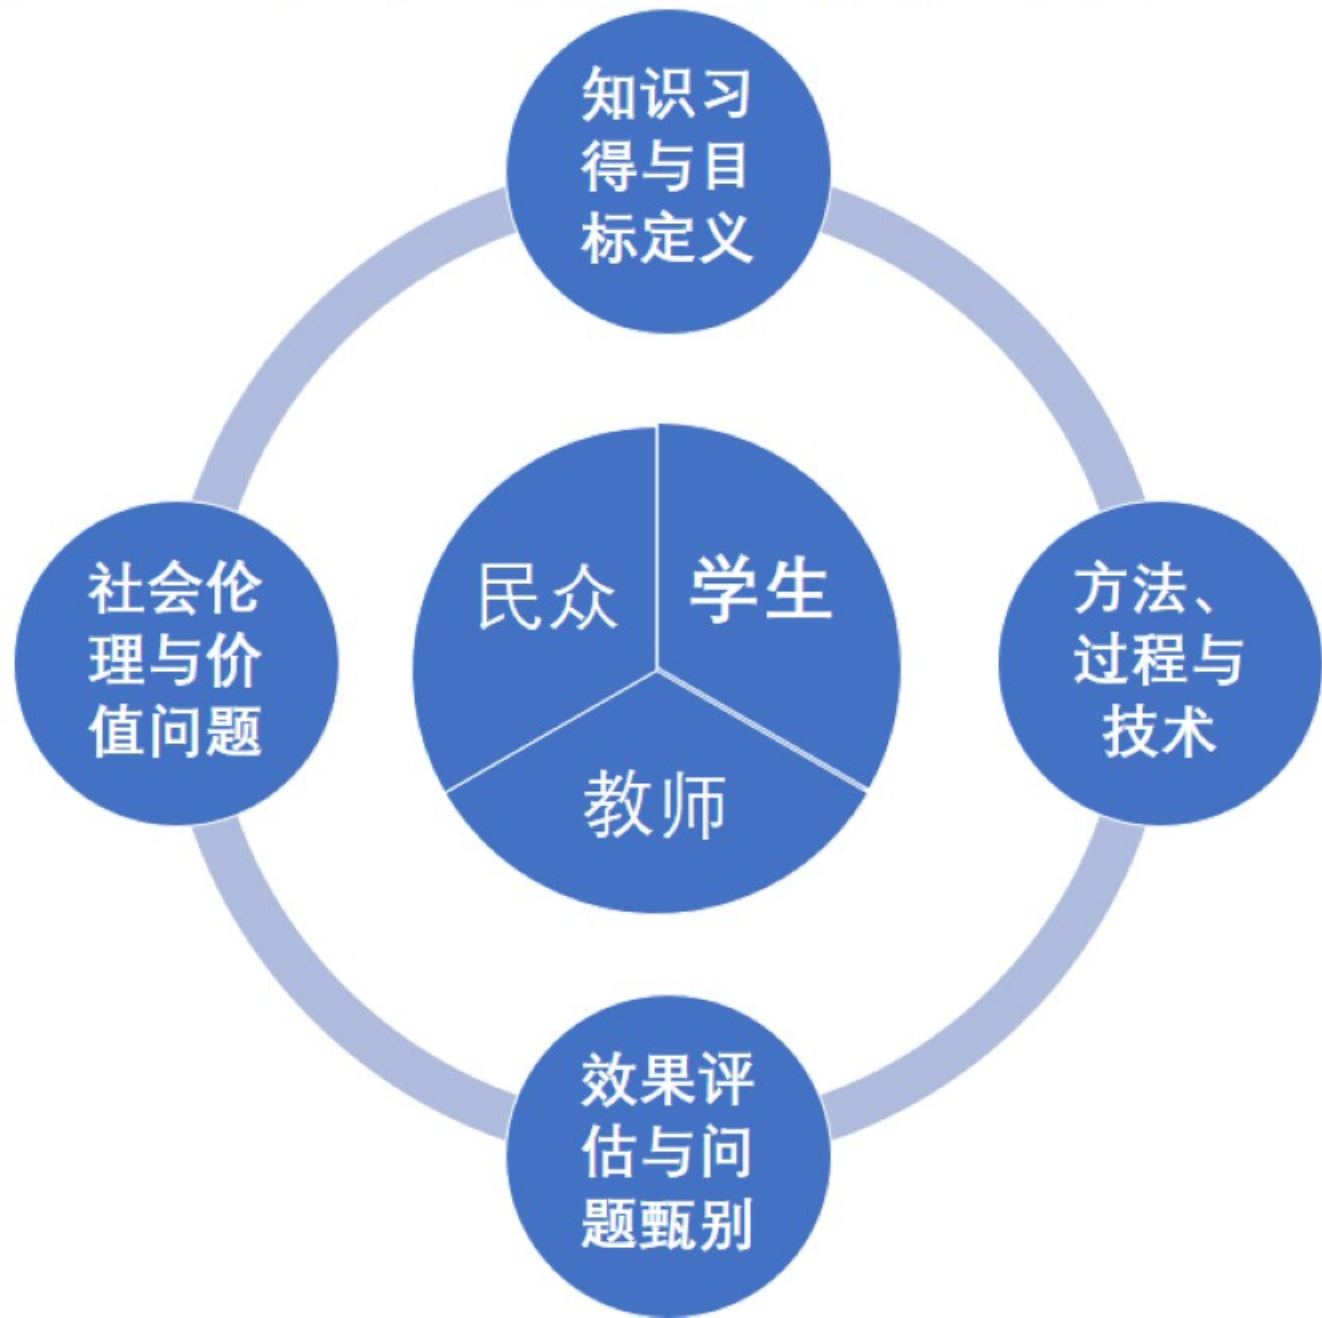 知识习
得与目
标定义
民众
学生
教师
社会伦
理与价
值问题
方法、
过程与
技术
效果评
估与问
题甄别